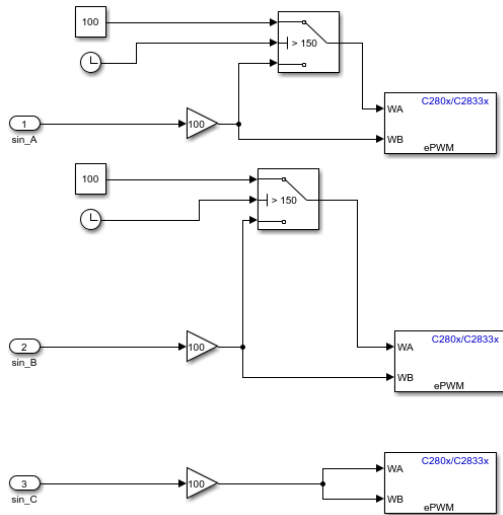 100
> 150
C280x/C2833x
WA
1
100
WB
sin_A
ePWM
100
> 150
C280x/C2833x
WA
2
100
WB
sin_B
ePWM
C280x/C2833x
WA
3
100
WB
sin_C
ePWM